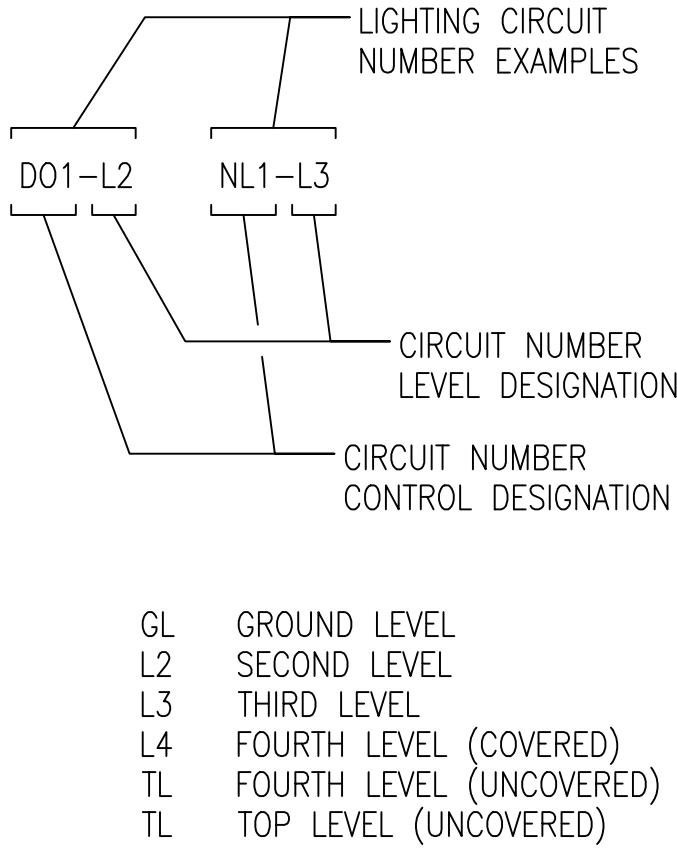 LIGHTING CIRCUIT
NUMBER EXAMPLES
DO1-L2
NL1-L3
CIRCUIT NUMBER
LEVEL DESIGNATION
CIRCUIT NUMBER
CONTROL DESIGNATION
GL GROUND LEVEL
L2 SECOND LEVEL
L3 THIRD LEVEL
L4 FOURTH LEVEL (COVERED)
TL FOURTH LEVEL (UNCOVERED)
TL TOP LEVEL (UNCOVERED)